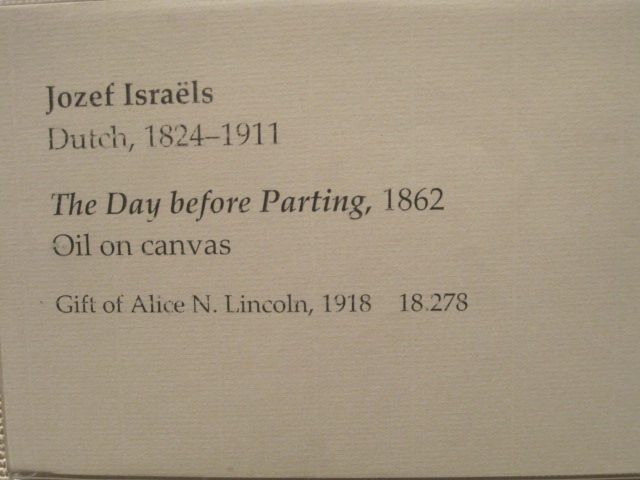 Jozef Israëls
Dutch, 1824–1911
The Day before Parting, 1862
Oil on canvas
Gift of Alice N. Lincoln, 1918 18.278